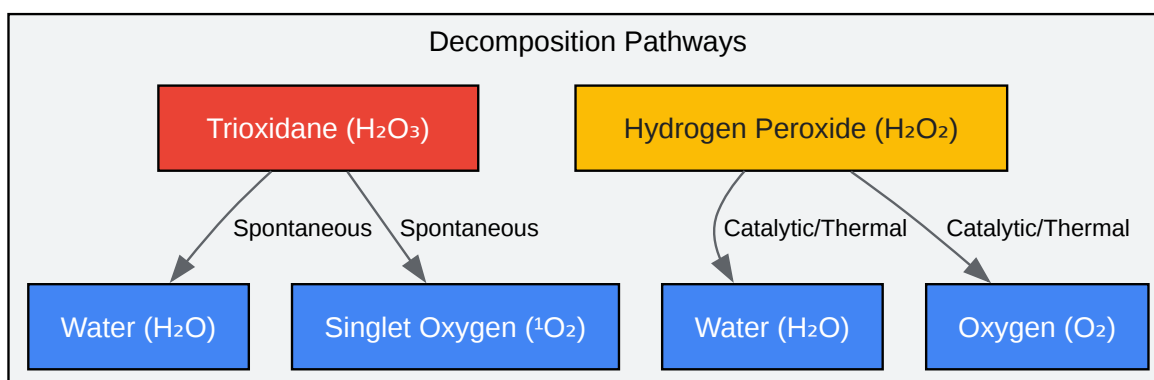 Decomposition Pathways
Trioxidane (H₂O₃)
Hydrogen Peroxide (H₂O₂)
Spontaneous
Spontaneous
Catalytic/Thermal
Catalytic/Thermal
Water (H₂O)
Singlet Oxygen (¹O₂)
Water (H₂O)
Oxygen (O₂)